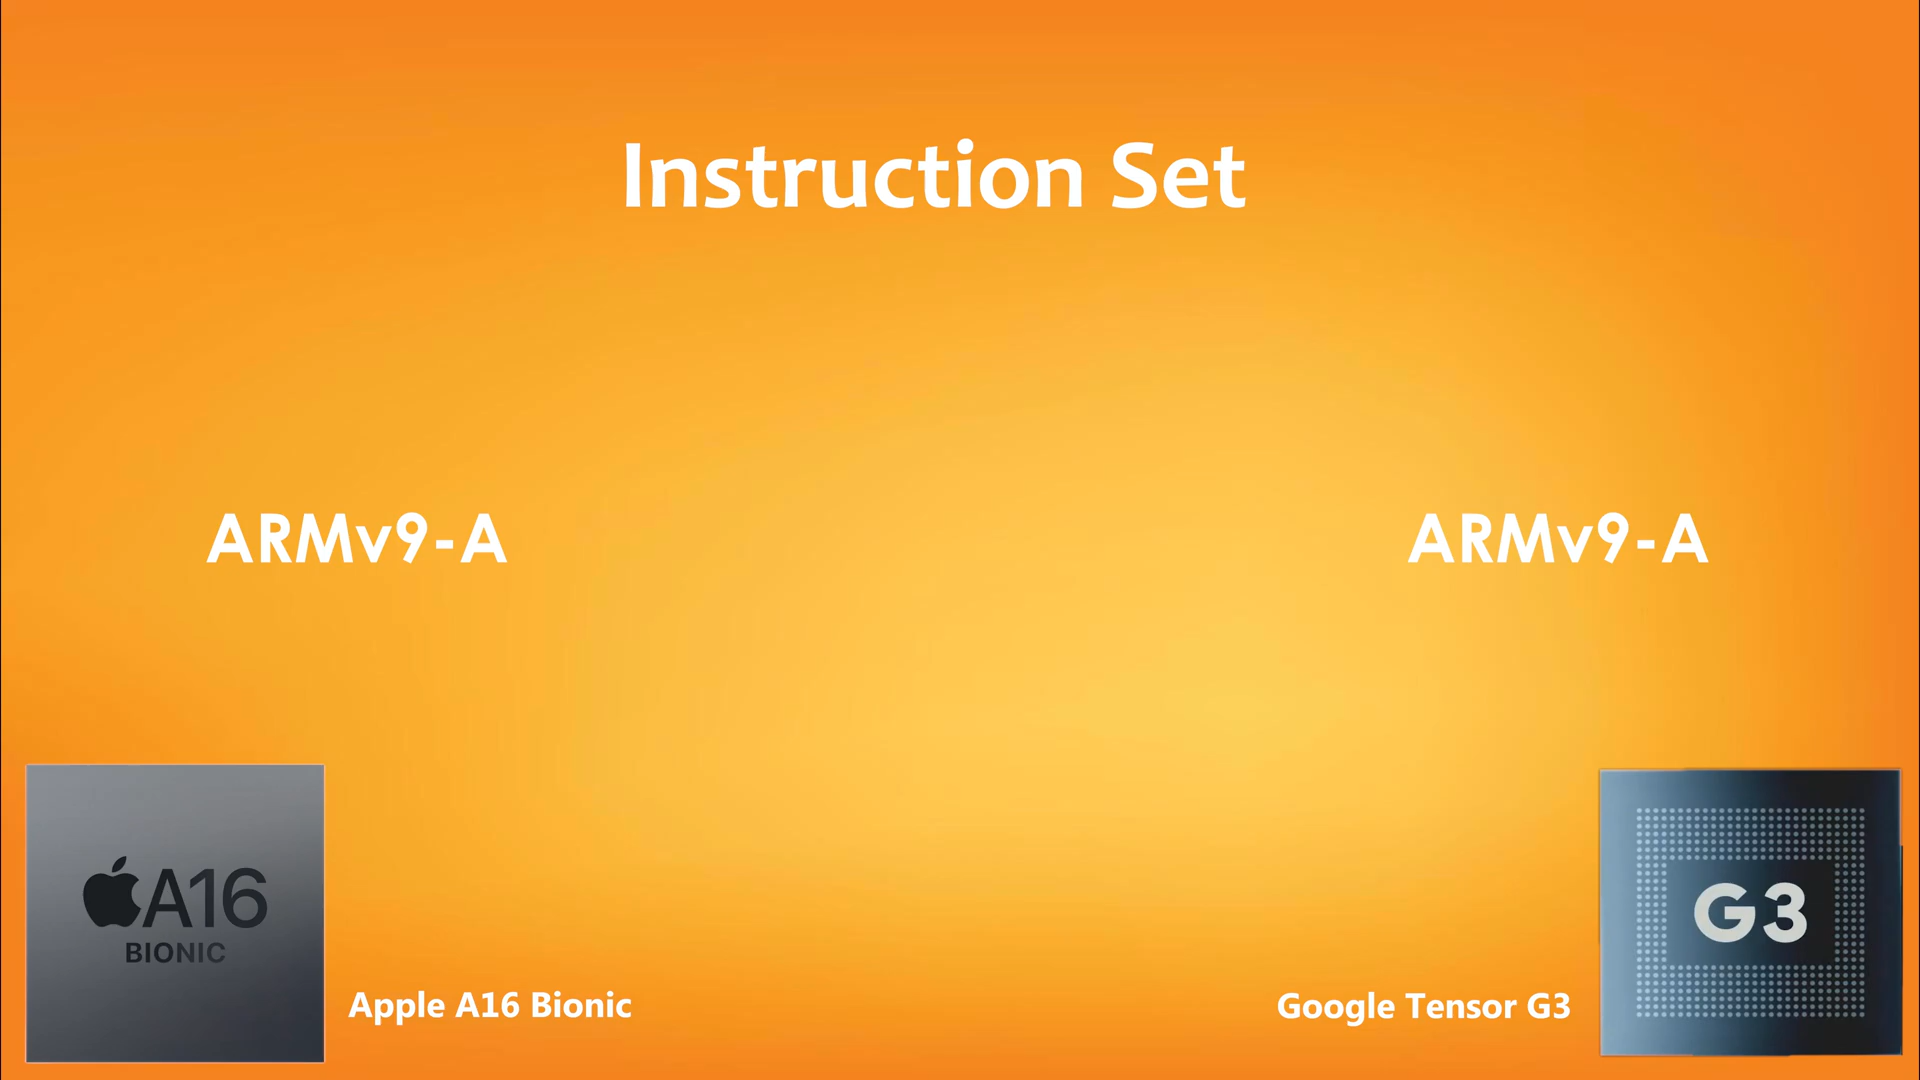 Instruction Set
ARMv9-A
ARMv9-A
A16
BIONIC
Apple A16 Bionic
G3
Google Tensor G3